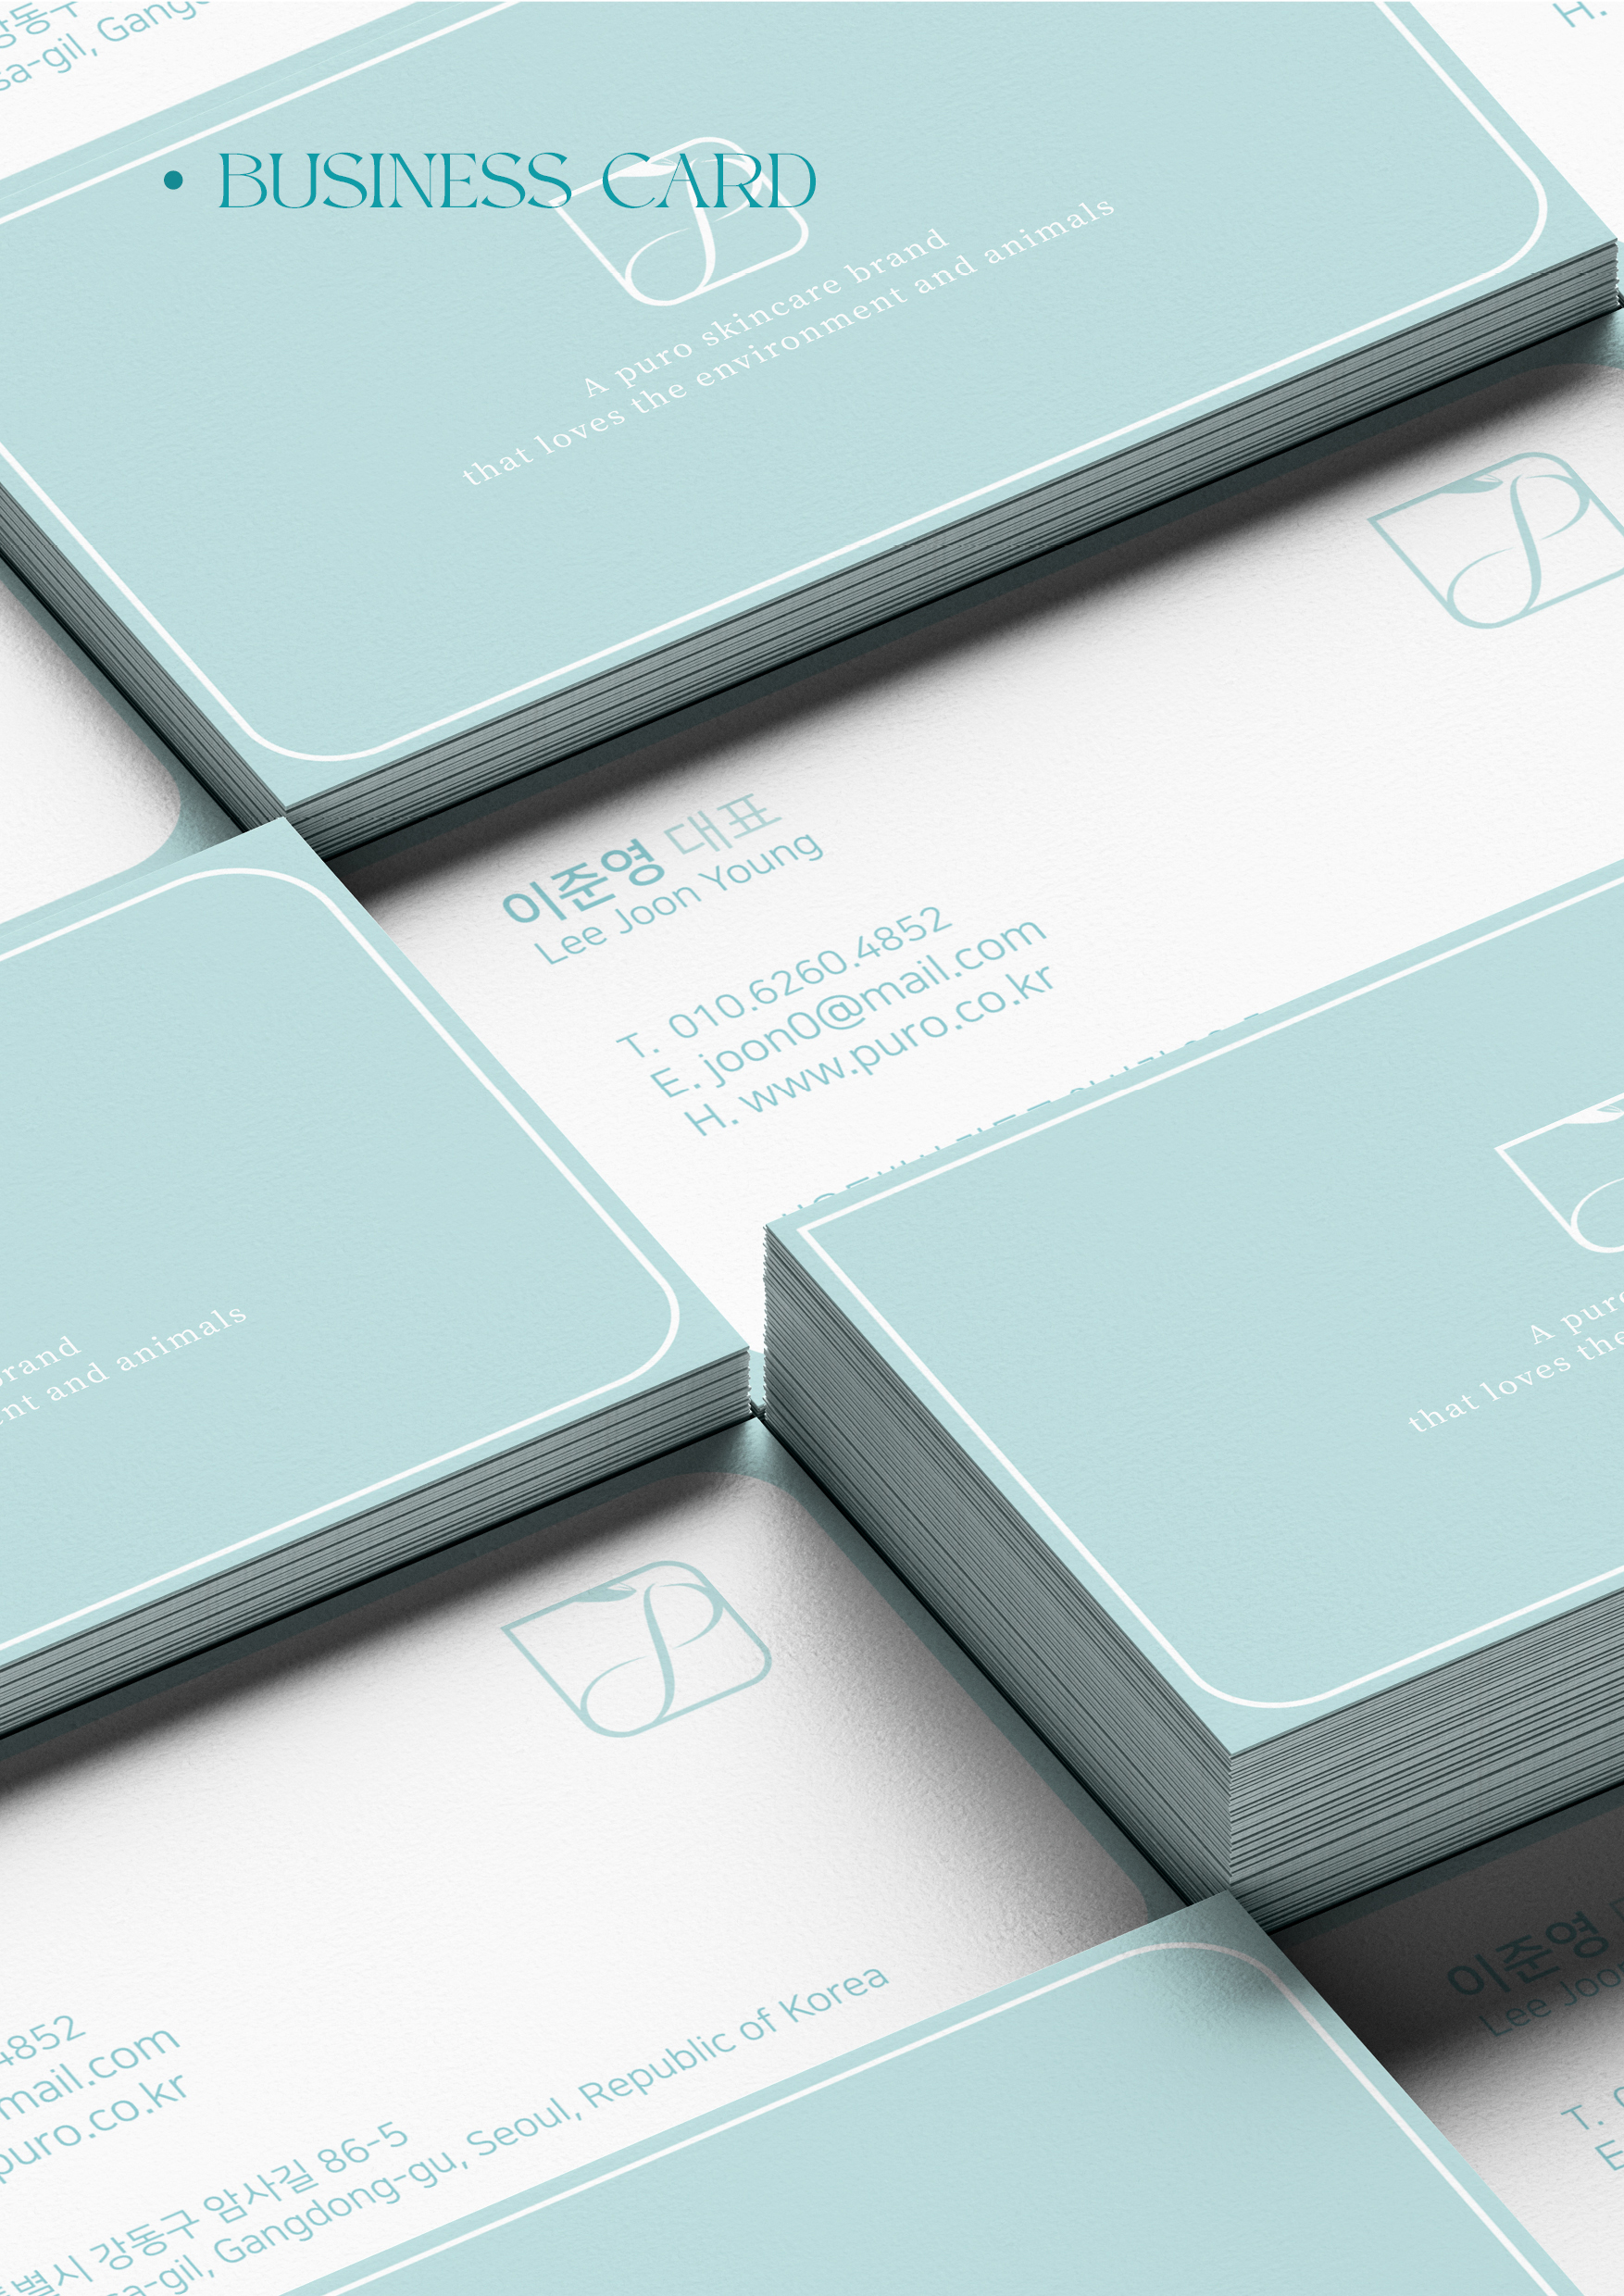 강동구
sa-gil, Gang
H.
• BUSINESS CARD
P
A puro skincare brand
that loves the environment and animals
P
이준영 대표
Lee Joon Young
T. 010.6260.4852
E. joon0@mail.com
H. www.puro.co.kr
brand
and animals
A
that loves the
P
4852
mail.com
puro.co.kr
별시 강동구 암사길 86-5
sa-gil, Gangdong-gu, Seoul, Republic of Korea
이준영
Lee Joon
T.
E.